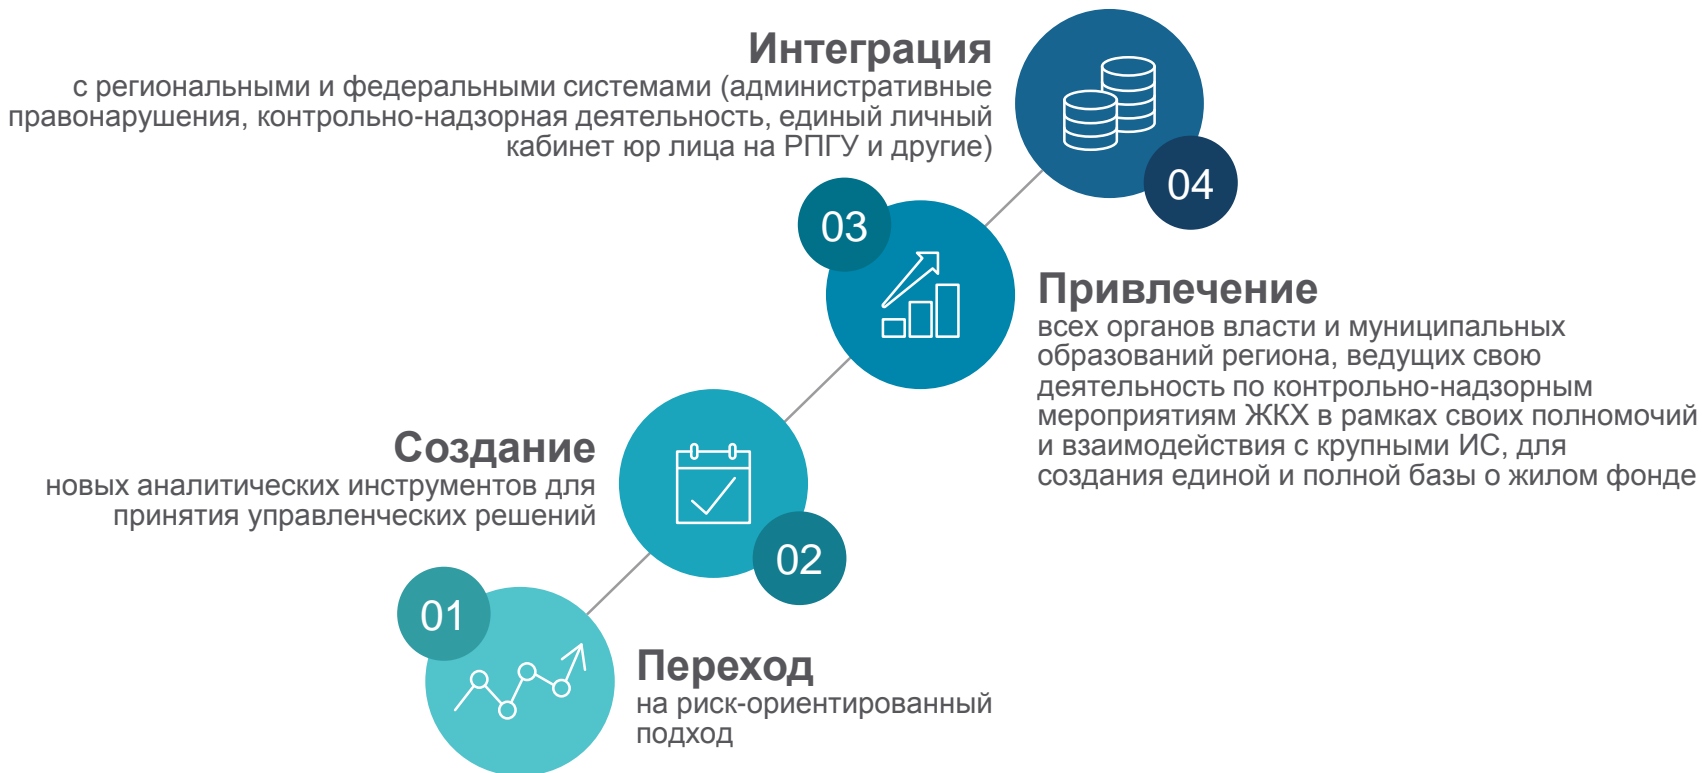 Интеграция
с региональными и федеральными системами (административные
правонарушения, контрольно-надзорная деятельность, единый личный
кабинет юр лица на РПГУ и другие)
04
03
Привлечение
всех органов власти и муниципальных
образований региона, ведущих свою
деятельность по контрольно-надзорным
мероприятиям ЖКХ в рамках своих полномочий
и взаимодействия с крупными ИС, для
создания единой и полной базы о жилом фонде
Создание
новых аналитических инструментов для
принятия управленческих решений
02
01
Переход
на риск-ориентированный
подход